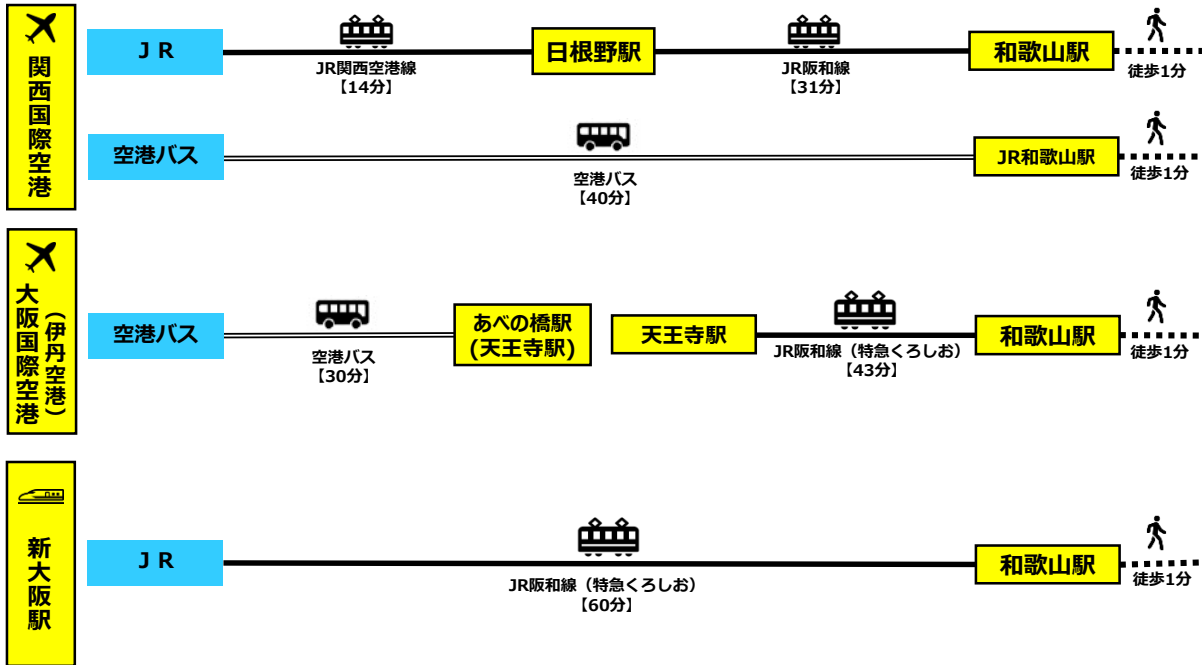 関西国際空港
ＪＲ
JR関西空港線
【14分】
日根野駅
JR阪和線
【31分】
和歌山駅
徒歩1分
空港バス
空港バス
【40分】
JR和歌山駅
徒歩1分
大阪国際空港
（伊丹空港）
空港バス
空港バス
【30分】
あべの橋駅
(天王寺駅)
天王寺駅
JR阪和線（特急くろしお）
【43分】
和歌山駅
徒歩1分
新大阪駅
ＪＲ
JR阪和線（特急くろしお）
【60分】
和歌山駅
徒歩1分